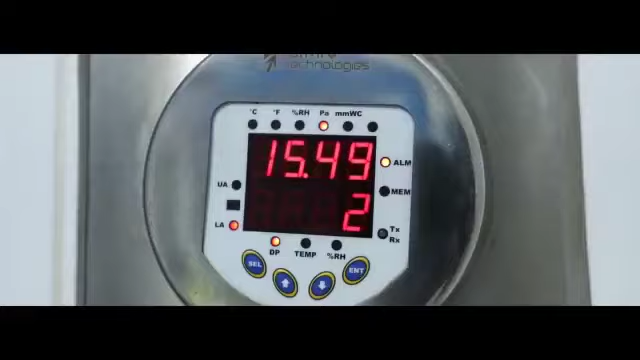 Technologies
°C °F %RH Pa mmWC
15.49
ALM
UA
MEM
2
LA
Tx
Rx
DP TEMP %RH
SEL ENT